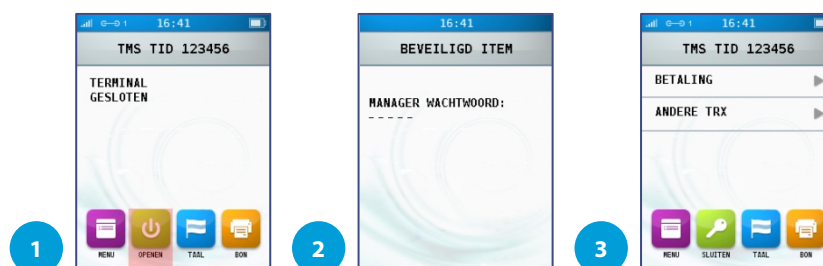 16:41
TMS TID 123456
TERMINAL
GESLOTEN
MENU OPENEN TAAL BON
1
16:41
BEVEILIGD ITEM
MANAGER WACHTWOORD:
- - - - -
2
1 16:41
TMS TID 123456
BETALING
ANDERE TRX
MENU SLUITEN TAAL BON
3